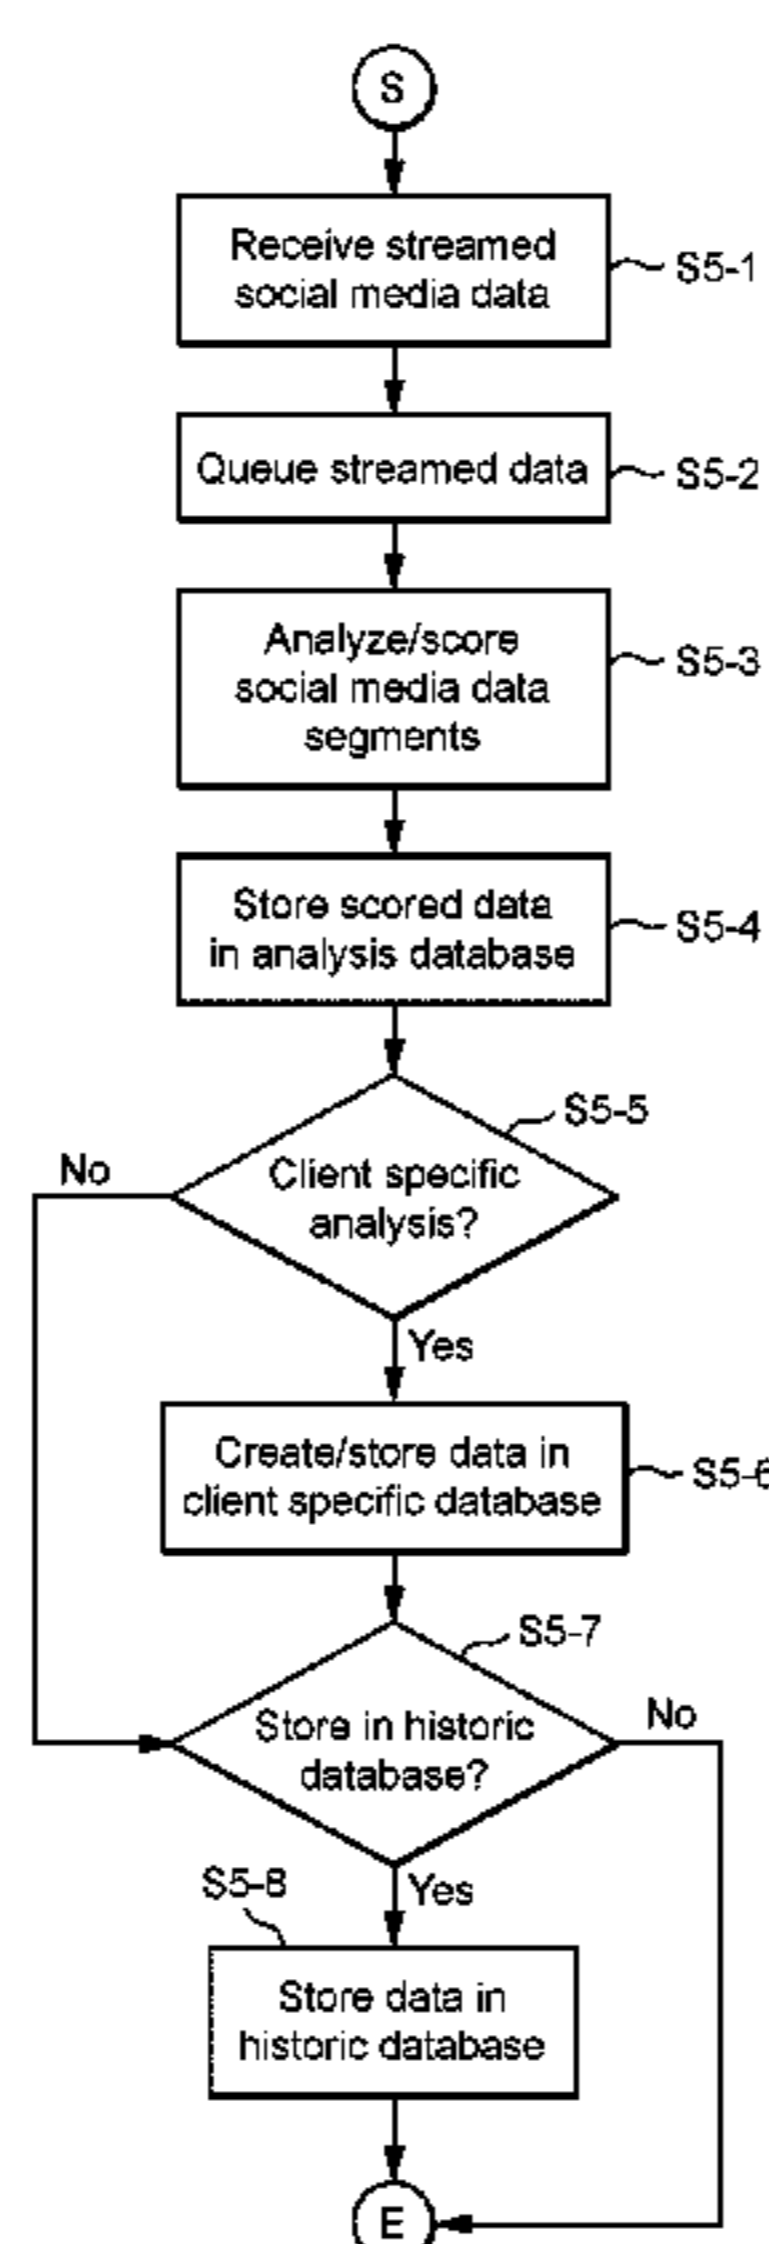 S
Receive streamed
social media data
S5-1
Queue streamed data
S5-2
Analyze/score
social media data
segments
S5-3
Store scored data
in analysis database
S5-4
S5-5
Client specific
analysis?
No
Yes
Create/store data in
client specific database
S5-6
S5-7
Store in historic
database?
No
Yes
S5-8
Store data in
historic database
E